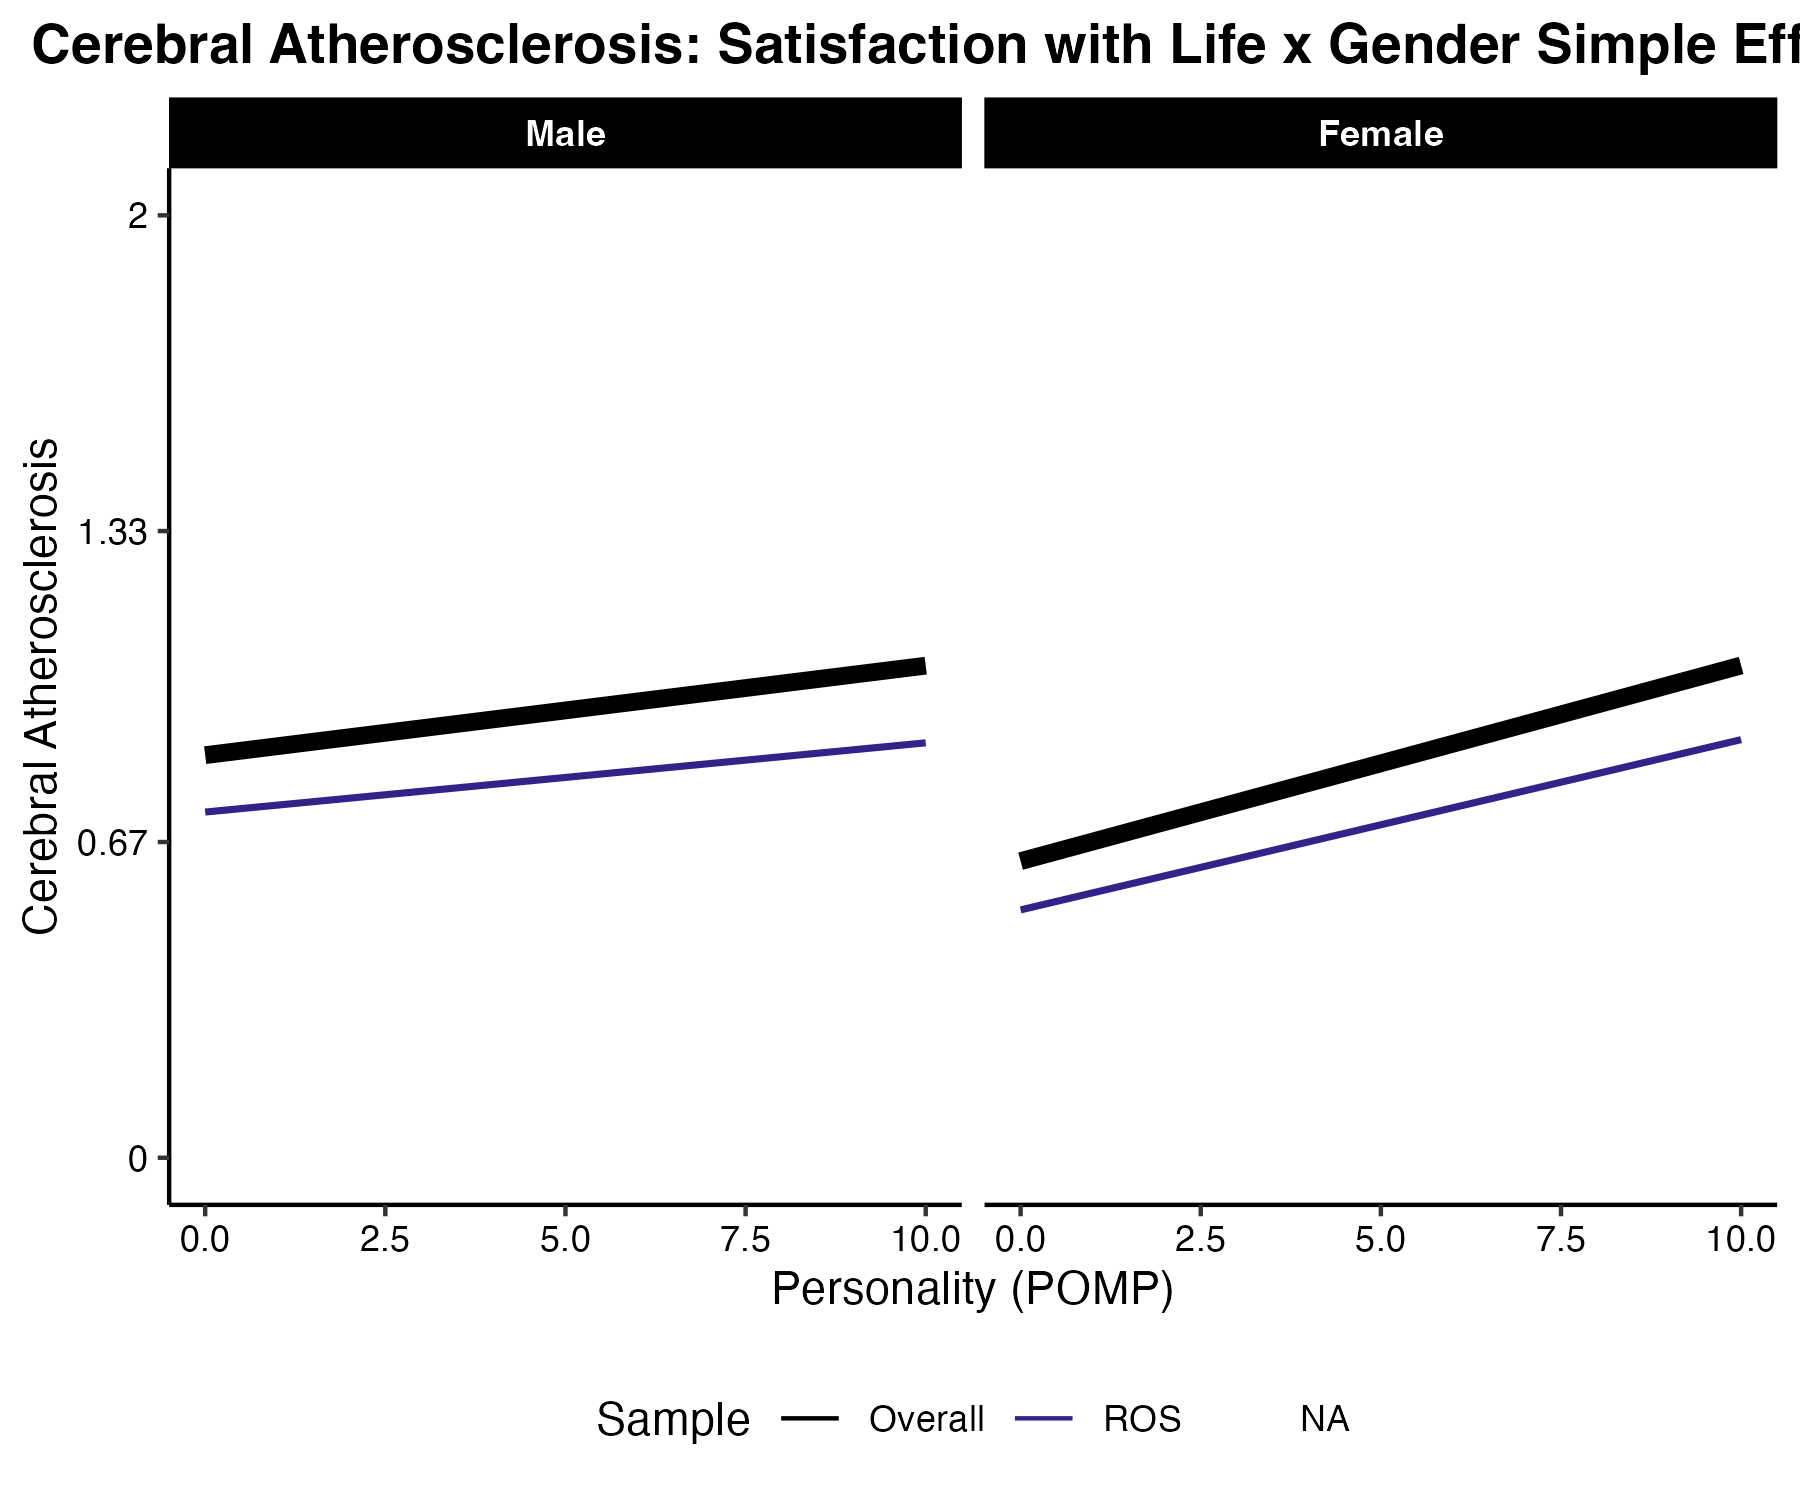 Cerebral Atherosclerosis: Satisfaction with Life x Gender Simple Eff
Male
Female
Cerebral Atherosclerosis
2
1.33
0.67
0
0.0 2.5 5.0 7.5 10.0
0.0 2.5 5.0 7.5 10.0
Personality (POMP)
Sample Overall ROS NA